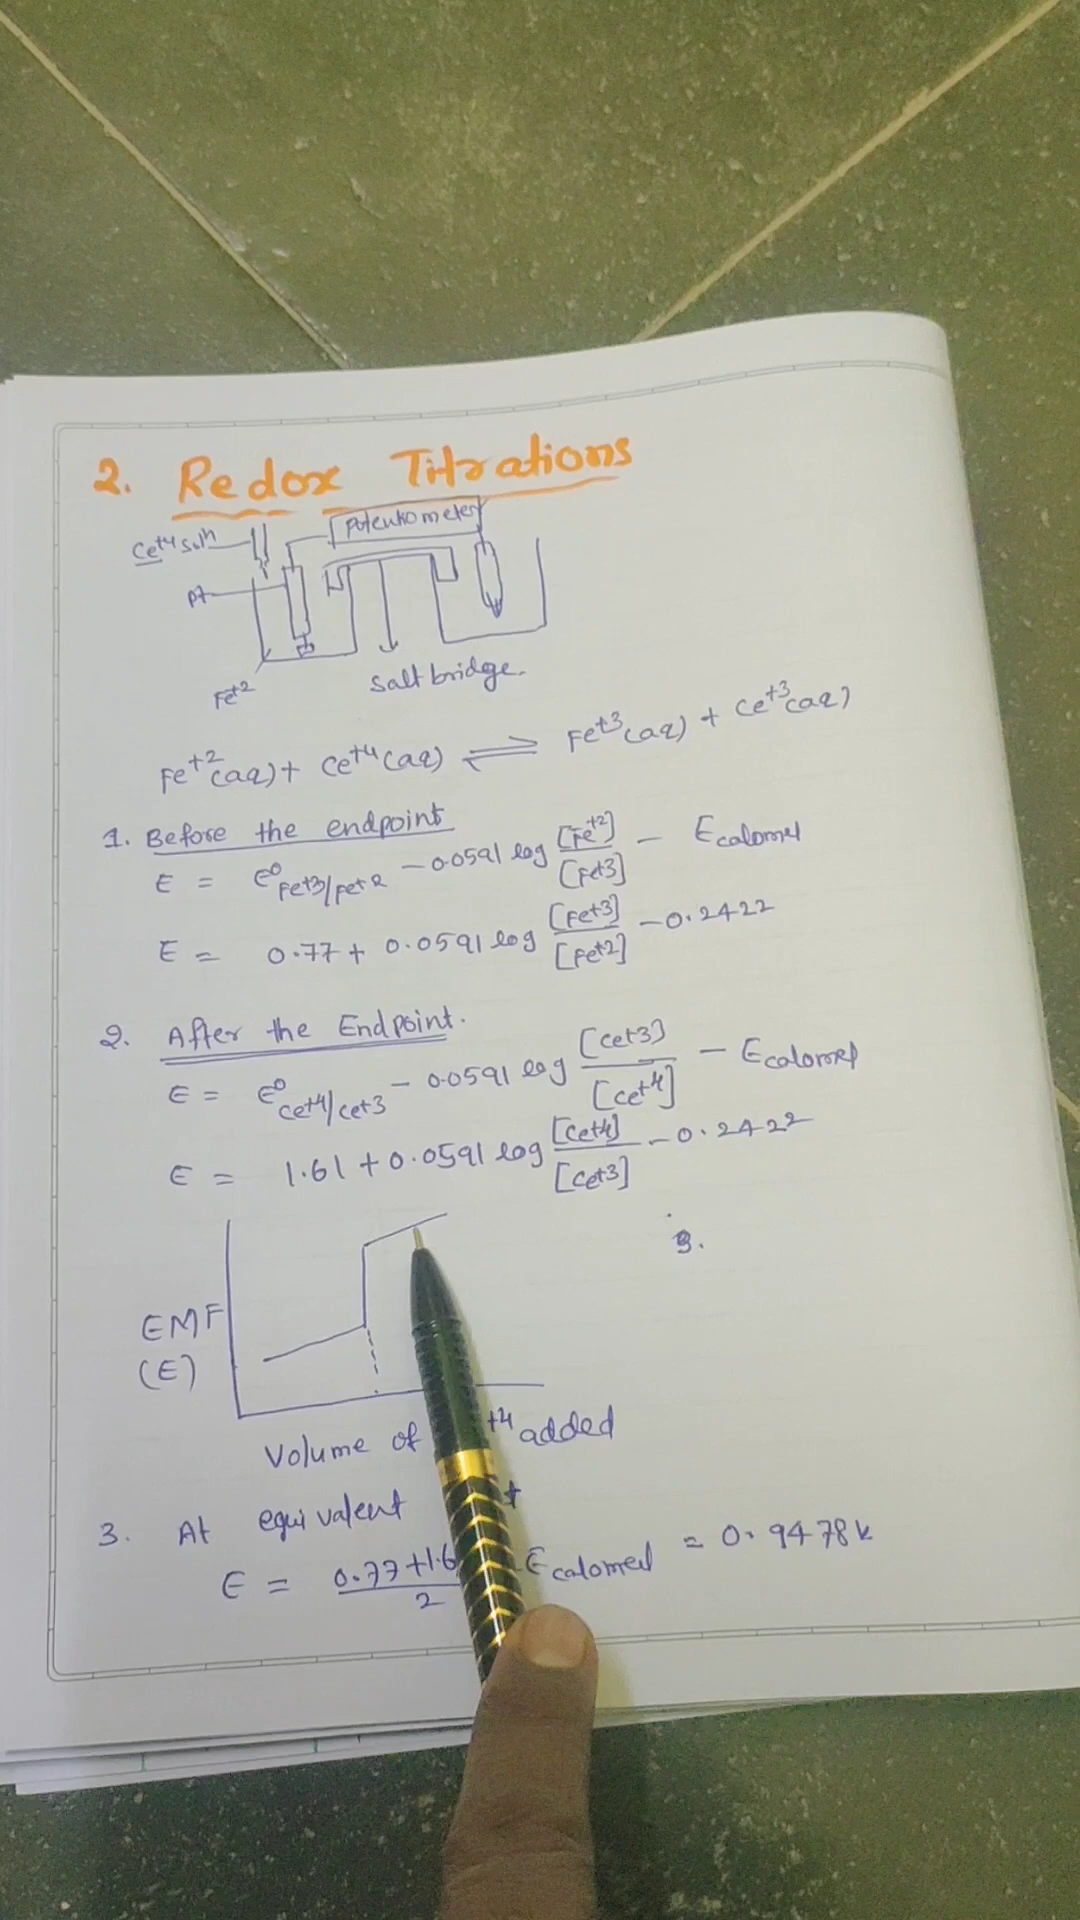 2. Redox Titrations
Potentiometer
Ce+4 soln
Pt
Fe+2
Salt bridge.
Fe+2(aq) + Ce+4(aq) ⇌ Fe+3(aq) + Ce+3(aq)
1. Before the endpoint
E = E°Fe+3/Fe+2 - 0.0591 log [Fe+2]/[Fe+3] - Ecalomel
E = 0.77 + 0.0591 log [Fe+3]/[Fe+2] - 0.2422
2. After the Endpoint.
E = E°Ce+4/Ce+3 - 0.0591 log [Ce+3]/[Ce+4] - Ecalomel
E = 1.61 + 0.0591 log [Ce+4]/[Ce+3] - 0.2422
3.
EMF
(E)
Volume of +4 added
3. At equivalent t
E = 0.77+1.6/2 Ecalomel = 0.9478 V